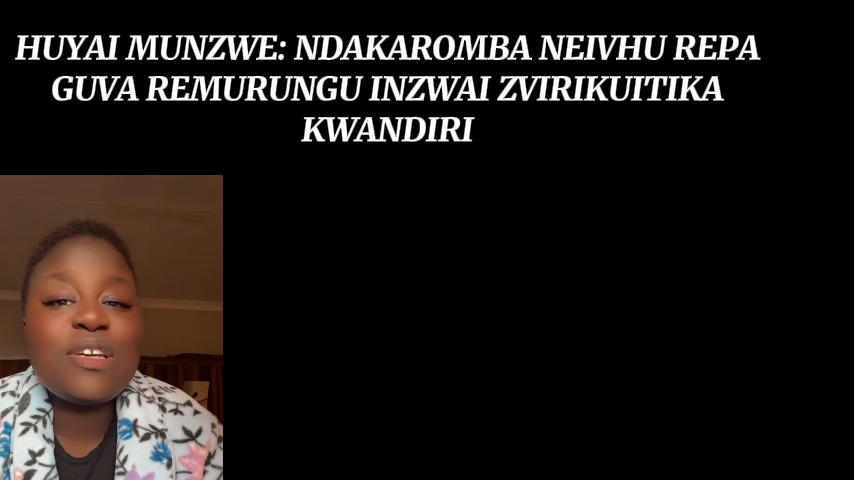 HUYAI MUNZWE: NDAKAROMBA NEIVHU REPA
GUVA REMURUNGU INZWAI ZVIRIKUITIKA
KWANDIRI